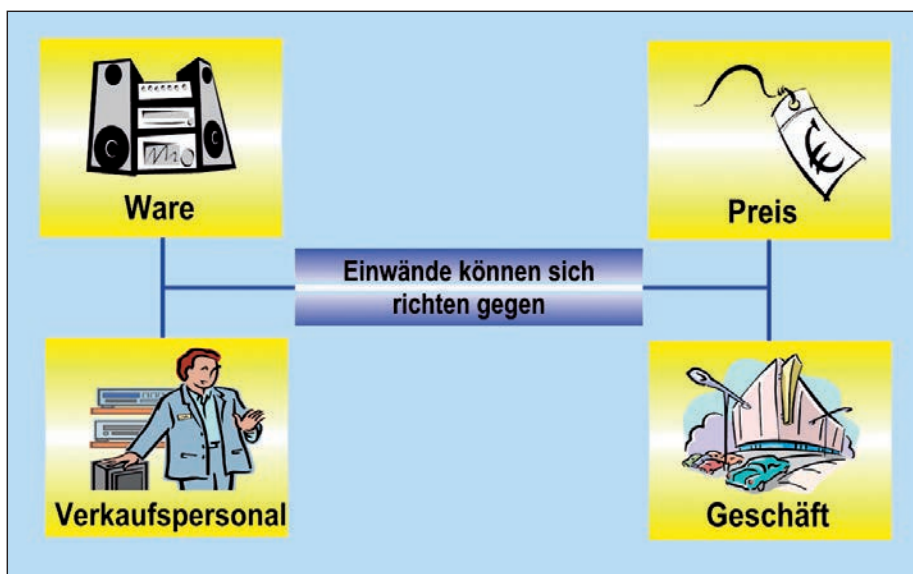 Ware
Preis
Einwände können sich
richten gegen
Verkaufspersonal
Geschäft